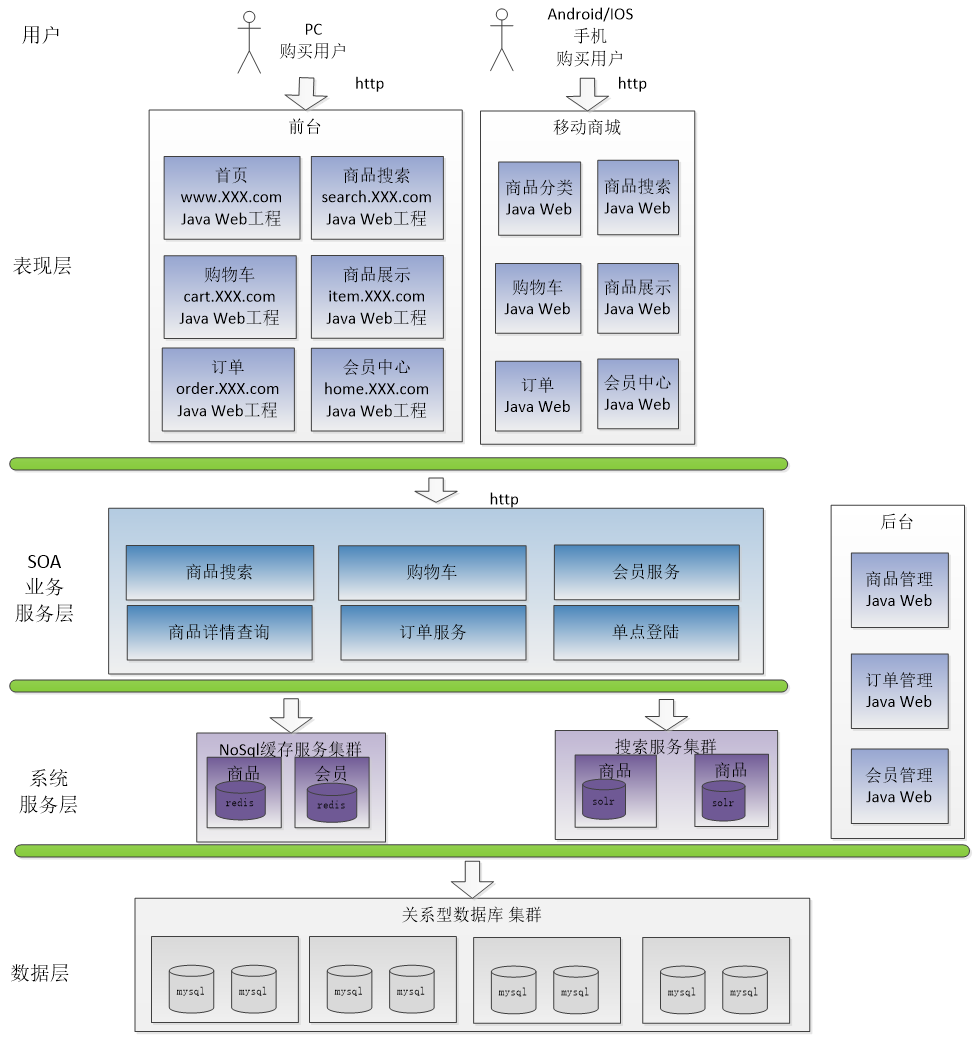 用户
PC
购买用户
Android/IOS
手机
购买用户
http
http
表现层
前台
首页
www.XXX.com
Java Web工程
商品搜索
search.XXX.com
Java Web工程
购物车
cart.XXX.com
Java Web工程
商品展示
item.XXX.com
Java Web工程
订单
order.XXX.com
Java Web工程
会员中心
home.XXX.com
Java Web工程
移动商城
商品分类
Java Web
商品搜索
Java Web
购物车
Java Web
商品展示
Java Web
订单
Java Web
会员中心
Java Web
http
SOA
业务
服务层
商品搜索
购物车
会员服务
商品详情查询
订单服务
单点登陆
后台
商品管理
Java Web
订单管理
Java Web
会员管理
Java Web
系统
服务层
NoSql缓存服务集群
商品
redis
会员
redis
搜索服务集群
商品
solr
商品
solr
数据层
关系型数据库 集群
mysql
mysql
mysql
mysql
mysql
mysql
mysql
mysql